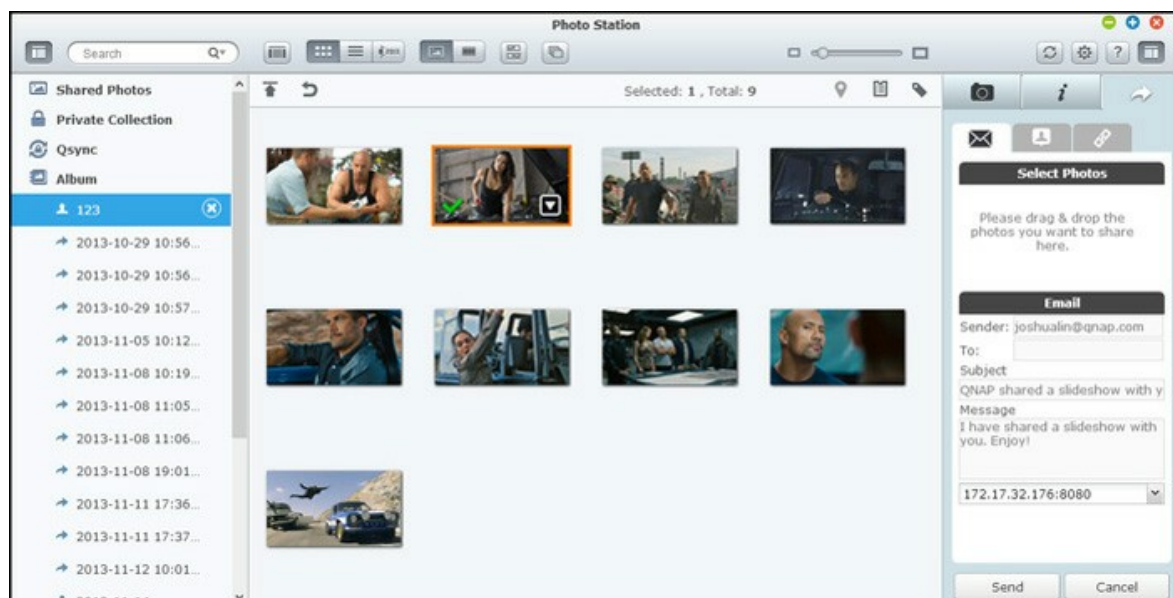 Photo Station
Search
Selected: 1 , Total: 9
Shared Photos
Private Collection
Qsync
Album
123
2013-10-29 10:56...
2013-10-29 10:56...
2013-10-29 10:57...
2013-11-05 10:12...
2013-11-08 10:19...
2013-11-08 11:05...
2013-11-08 11:06...
2013-11-08 19:01...
2013-11-11 17:36...
2013-11-11 17:37...
2013-11-12 10:01...
Select Photos
Please drag & drop the
photos you want to share
here.
Email
Sender: joshualin@qnap.com
To:
Subject
QNAP shared a slideshow with y
Message
I have shared a slideshow with
you. Enjoy!
172.17.32.176:8080
Send Cancel